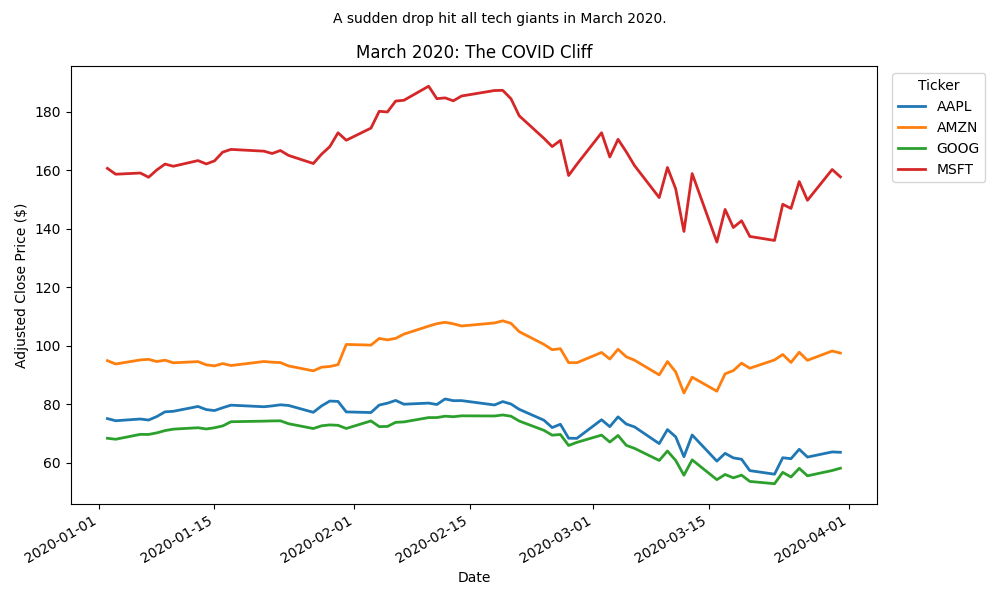 A sudden drop hit all tech giants in March 2020.
March 2020: The COVID Cliff
Ticker
AAPL
AMZN
GOOG
MSFT
Adjusted Close Price ($)
180
160
140
120
100
80
60
2020-01-01
2020-01-15
2020-02-01
2020-02-15
2020-03-01
2020-03-15
2020-04-01
Date